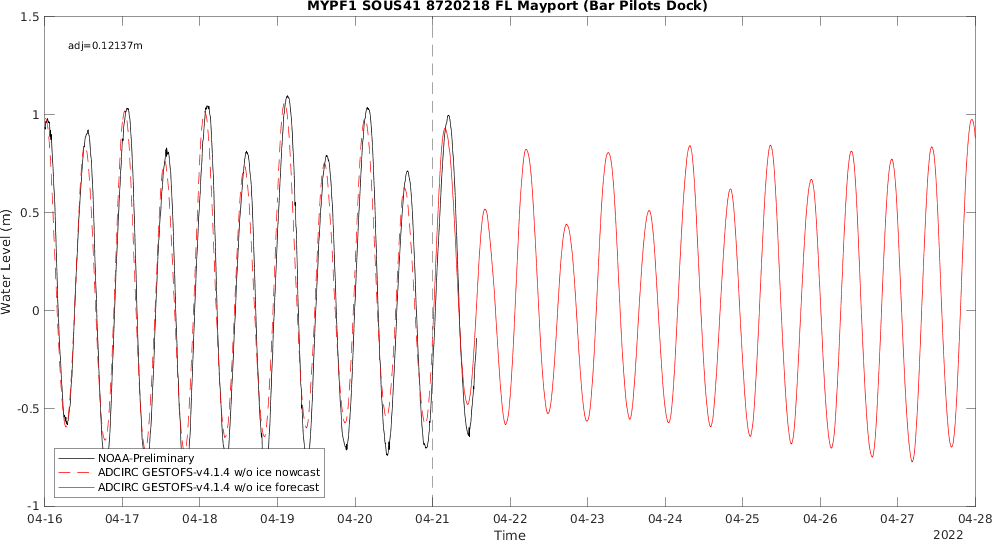 MYPF1 SOUS41 8720218 FL Mayport (Bar Pilots Dock)
adj=0.12137m
Water Level (m)
1.5
1
0.5
0
-0.5
-1
NOAA-Preliminary
ADCIRC GESTOFS-v4.1.4 w/o ice nowcast
ADCIRC GESTOFS-v4.1.4 w/o ice forecast
04-16 04-17 04-18 04-19 04-20 04-21 04-22 04-23 04-24 04-25 04-26 04-27 04-28
Time
2022